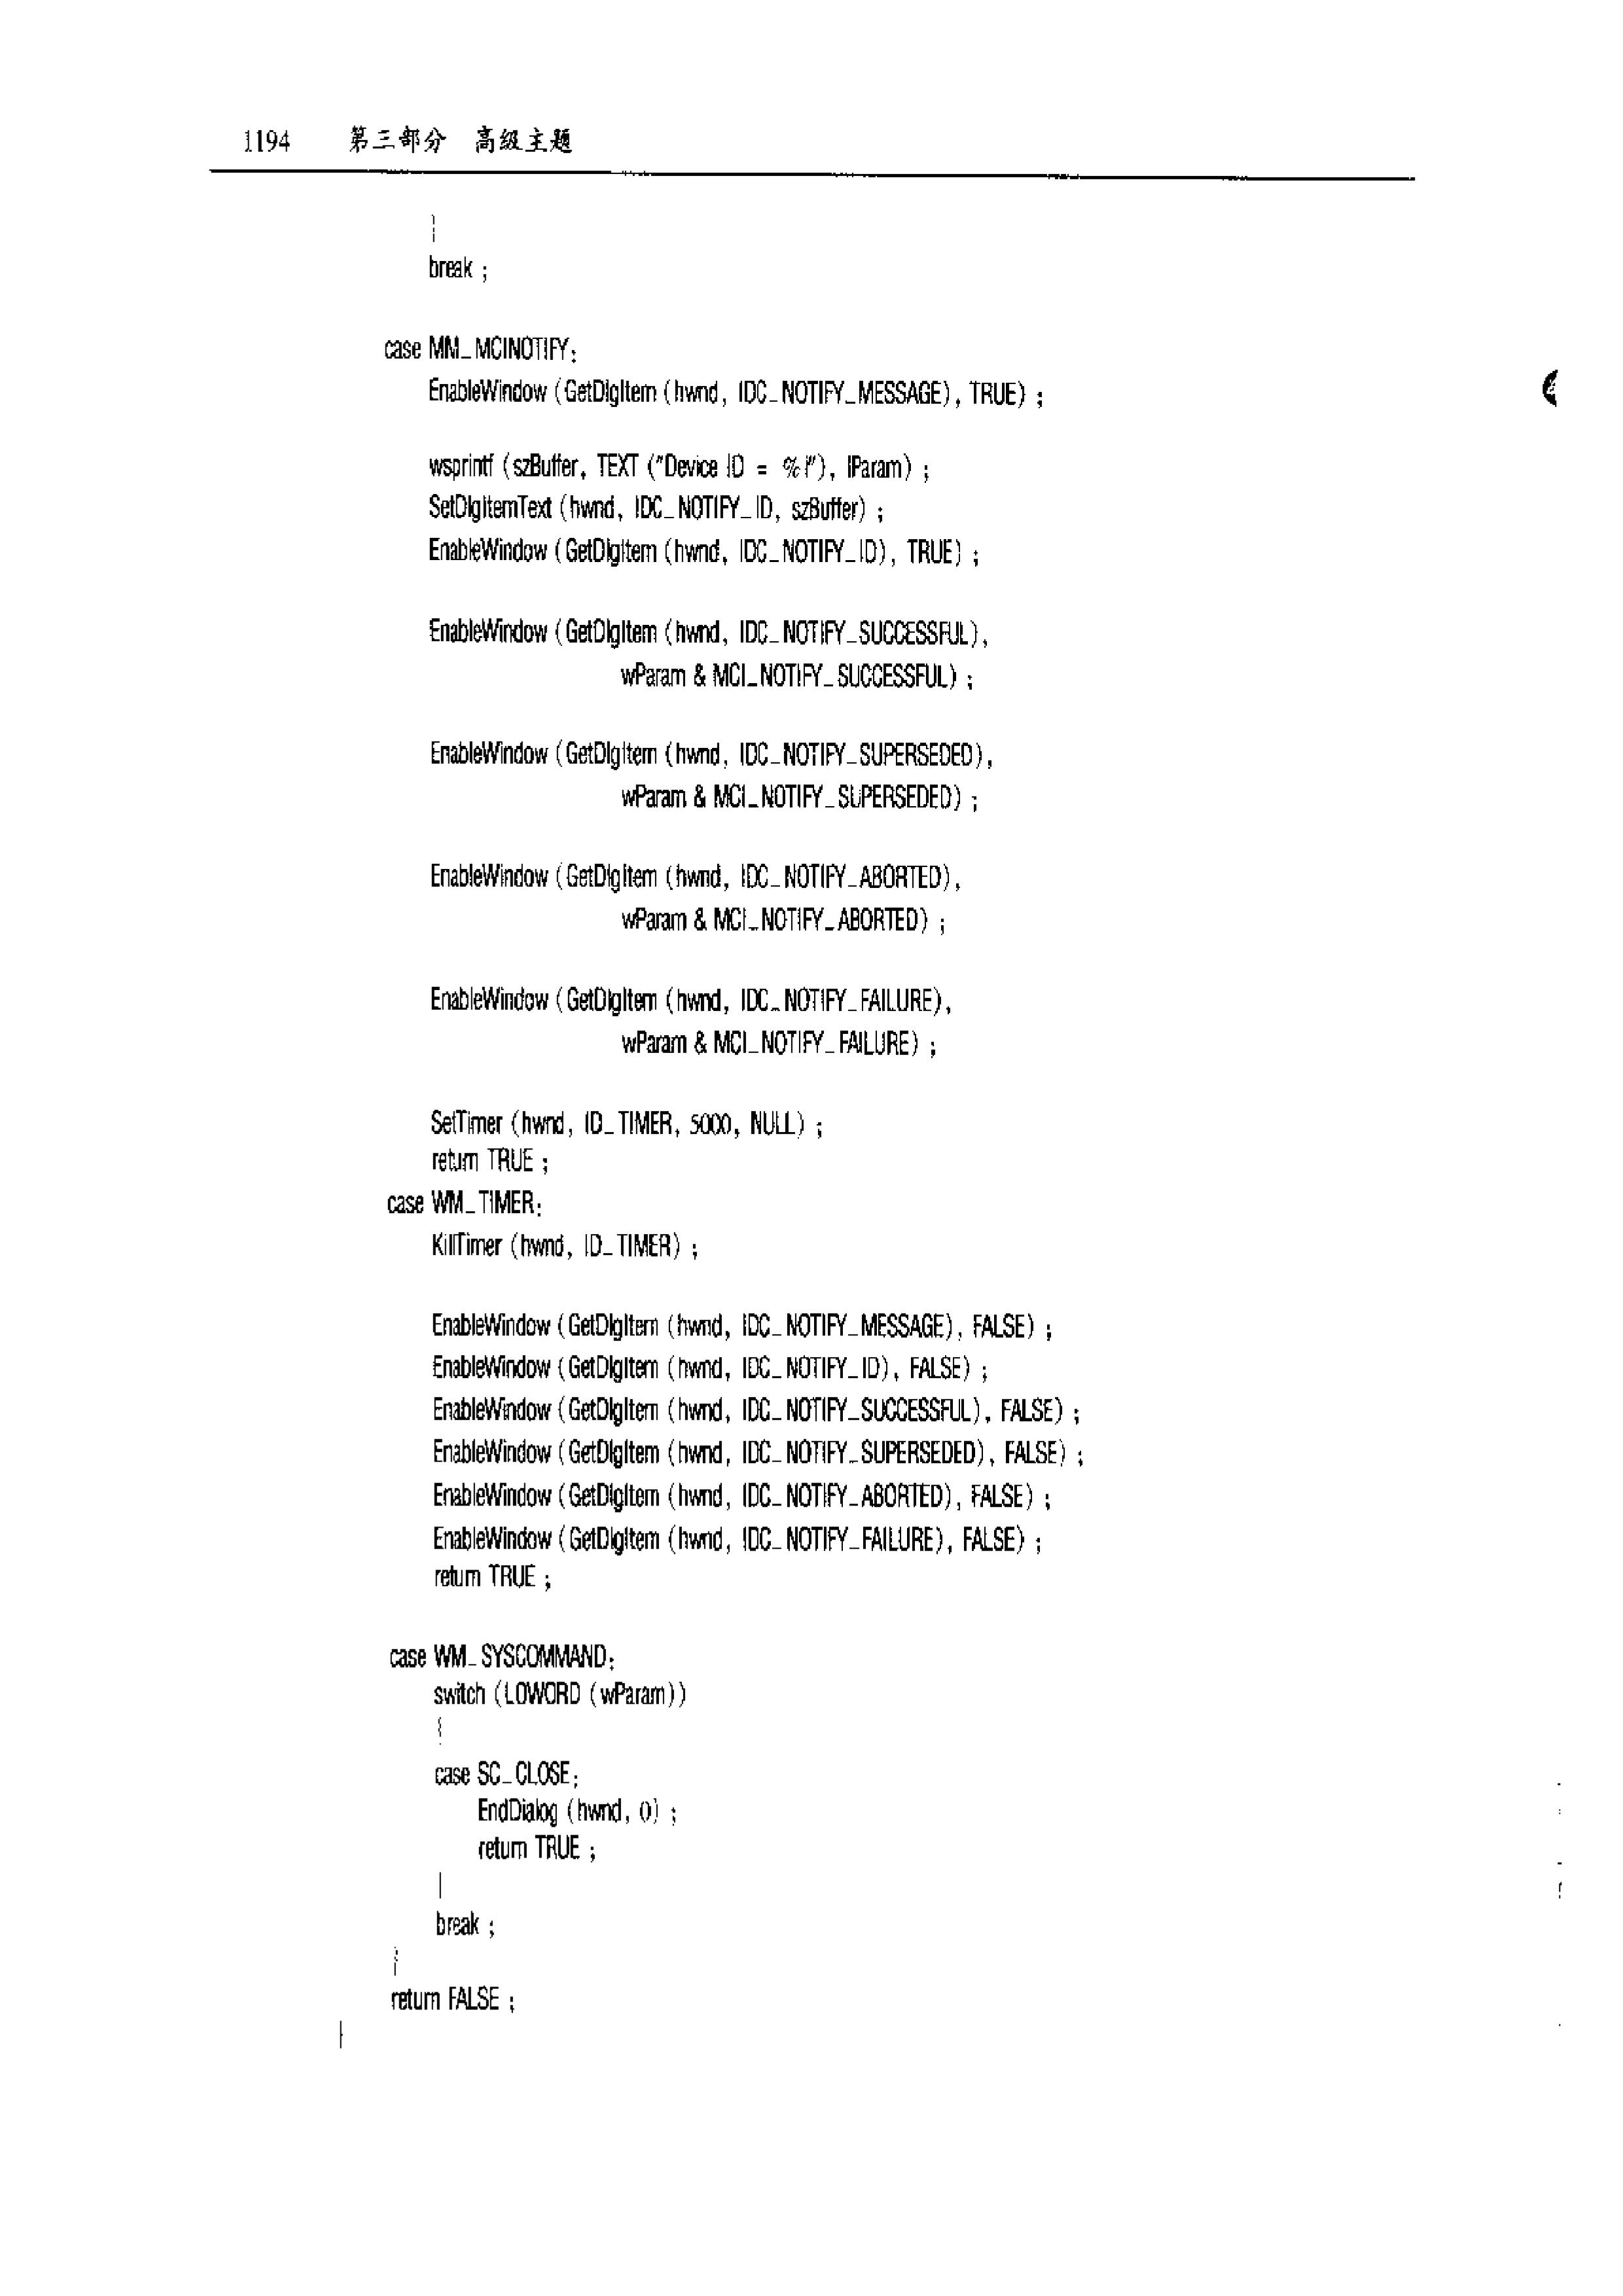 1194 第三部分 高级主题
}
break ;
case MM_MCINOTIFY:
EnableWindow (GetDlgItem (hwnd, IDC_NOTIFY_MESSAGE), TRUE) ;
wsprintf (szBuffer, TEXT ("Device ID = %i"), lParam) ;
SetDlgItemText (hwnd, IDC_NOTIFY_ID, szBuffer) ;
EnableWindow (GetDlgItem (hwnd, IDC_NOTIFY_ID), TRUE) ;
EnableWindow (GetDlgItem (hwnd, IDC_NOTIFY_SUCCESSFUL),
wParam & MCI_NOTIFY_SUCCESSFUL) ;
EnableWindow (GetDlgItem (hwnd, IDC_NOTIFY_SUPERSEDED),
wParam & MCI_NOTIFY_SUPERSEDED) ;
EnableWindow (GetDlgItem (hwnd, IDC_NOTIFY_ABORTED),
wParam & MCI_NOTIFY_ABORTED) ;
EnableWindow (GetDlgItem (hwnd, IDC_NOTIFY_FAILURE),
wParam & MCI_NOTIFY_FAILURE) ;
SetTimer (hwnd, ID_TIMER, 5000, NULL) ;
return TRUE ;
case WM_TIMER:
KillTimer (hwnd, ID_TIMER) ;
EnableWindow (GetDlgItem (hwnd, IDC_NOTIFY_MESSAGE), FALSE) ;
EnableWindow (GetDlgItem (hwnd, IDC_NOTIFY_ID), FALSE) ;
EnableWindow (GetDlgItem (hwnd, IDC_NOTIFY_SUCCESSFUL), FALSE) ;
EnableWindow (GetDlgItem (hwnd, IDC_NOTIFY_SUPERSEDED), FALSE) ;
EnableWindow (GetDlgItem (hwnd, IDC_NOTIFY_ABORTED), FALSE) ;
EnableWindow (GetDlgItem (hwnd, IDC_NOTIFY_FAILURE), FALSE) ;
return TRUE ;
case WM_SYSCOMMAND:
switch (LOWORD (wParam))
{
case SC_CLOSE:
EndDialog (hwnd, 0) ;
return TRUE ;
}
break ;
}
return FALSE ;
}